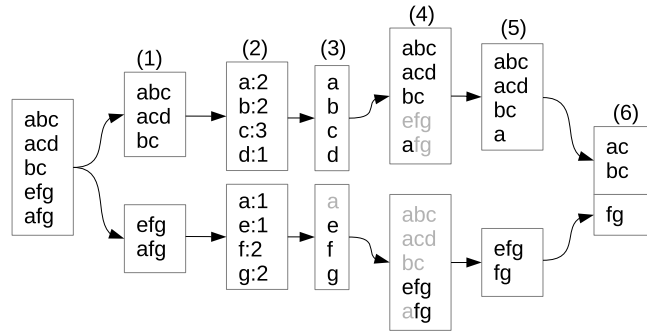 abc
acd
bc
efg
afg
(1)
abc
acd
bc
efg
afg
(2)
a:2
b:2
c:3
d:1
a:1
e:1
f:2
g:2
(3)
a
b
c
d
a
e
f
g
(4)
abc
acd
bc
efg
afg
abc
acd
bc
efg
afg
(5)
abc
acd
bc
a
efg
fg
(6)
ac
bc
fg